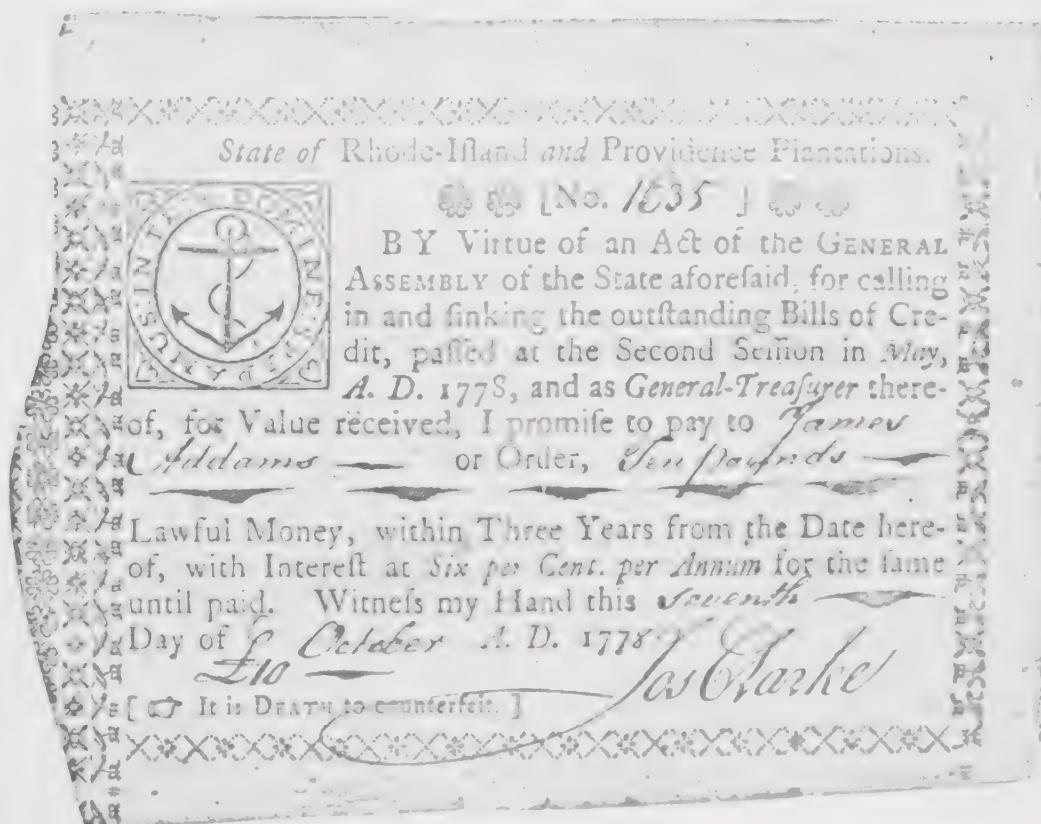 State of Rhode-Iſland and Providence Plantations.
[No. 1635 ]
IN TE DOMINE SPERAMUS:
BY Virtue of an Act of the GENERAL
ASSEMBLY of the State aforeſaid, for calling
in and ſinking the outſtanding Bills of Cre-
dit, paſſed at the Second Seſſion in May,
A. D. 1778, and as General-Treaſurer there-
of, for Value received, I promiſe to pay to James
Addams — or Order, Ten pounds —
Lawful Money, within Three Years from the Date here-
of, with Intereſt at Six per Cent. per Annum for the ſame
until paid. Witneſs my Hand this Seventh
Day of October A. D. 1778
£10 — Jos Clarke
[ ☞ It is DEATH to counterfeit. ]